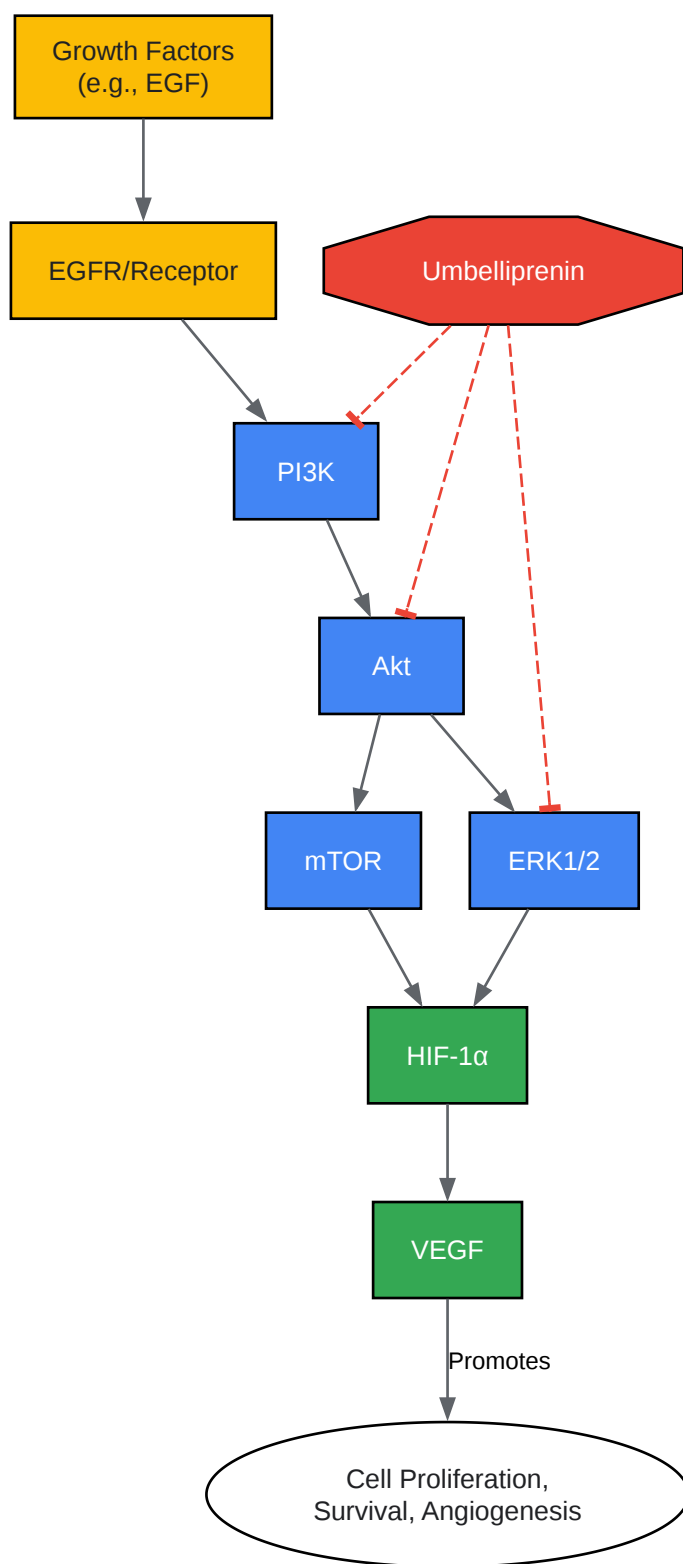 Growth Factors
(e.g., EGF)
EGFR/Receptor
Umbelliprenin
PI3K
Akt
mTOR
ERK1/2
HIF-1α
VEGF
Promotes
Cell Proliferation,
Survival, Angiogenesis